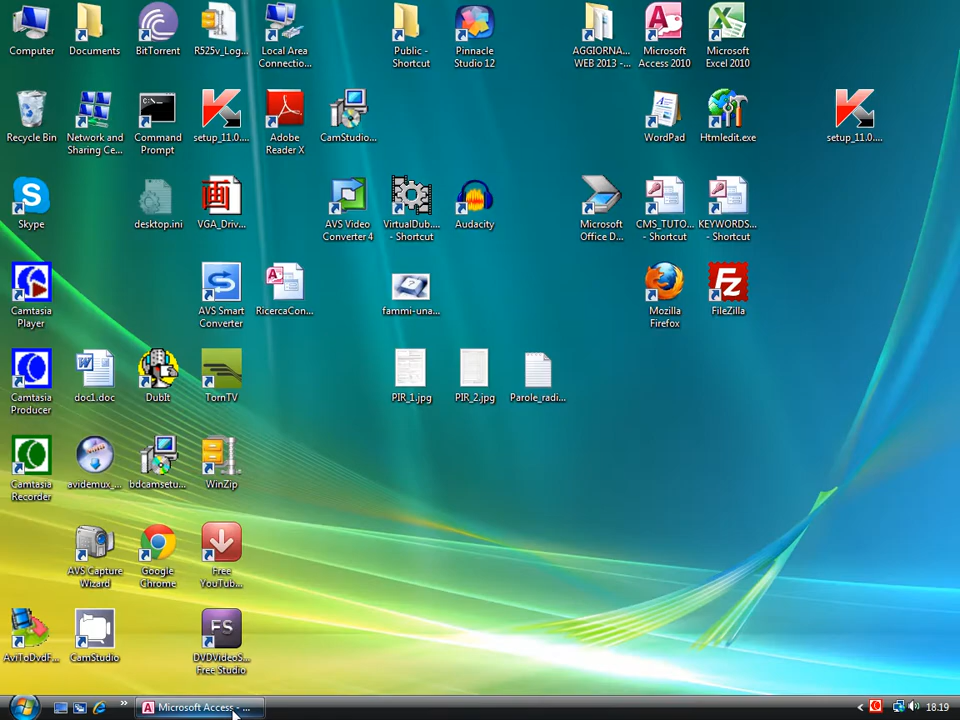 Computer
Documents
BitTorrent
R525v_Log...
Local Area
Connectio...
Public -
Shortcut
Pinnacle
Studio 12
AGGIORNA...
WEB 2013 -...
Microsoft
Access 2010
Microsoft
Excel 2010
Recycle Bin
Network and
Sharing Ce...
C:\_
Command
Prompt
setup_11.0....
Adobe
Reader X
CamStudio...
WordPad
Htmledit.exe
setup_11.0....
Skype
desktop.ini
画
VGA_Driv...
AVS Video
Converter 4
VirtualDub....
- Shortcut
Audacity
Microsoft
Office D...
CMS_TUTO...
- Shortcut
KEYWORDS...
- Shortcut
Camtasia
Player
AVS Smart
Converter
RicercaCon...
fammi-una...
Mozilla
Firefox
FileZilla
Camtasia
Producer
doc1.doc
DubIt
TornTV
PIR_1.jpg
PIR_2.jpg
Parole_radi...
Camtasia
Recorder
avidemux_...
bdcamsetu...
WinZip
AVS Capture
Wizard
Google
Chrome
Free
YouTub...
AviToDvdF...
CamStudio
FS
DVDVideoS...
Free Studio
Microsoft Access - ...
18.19